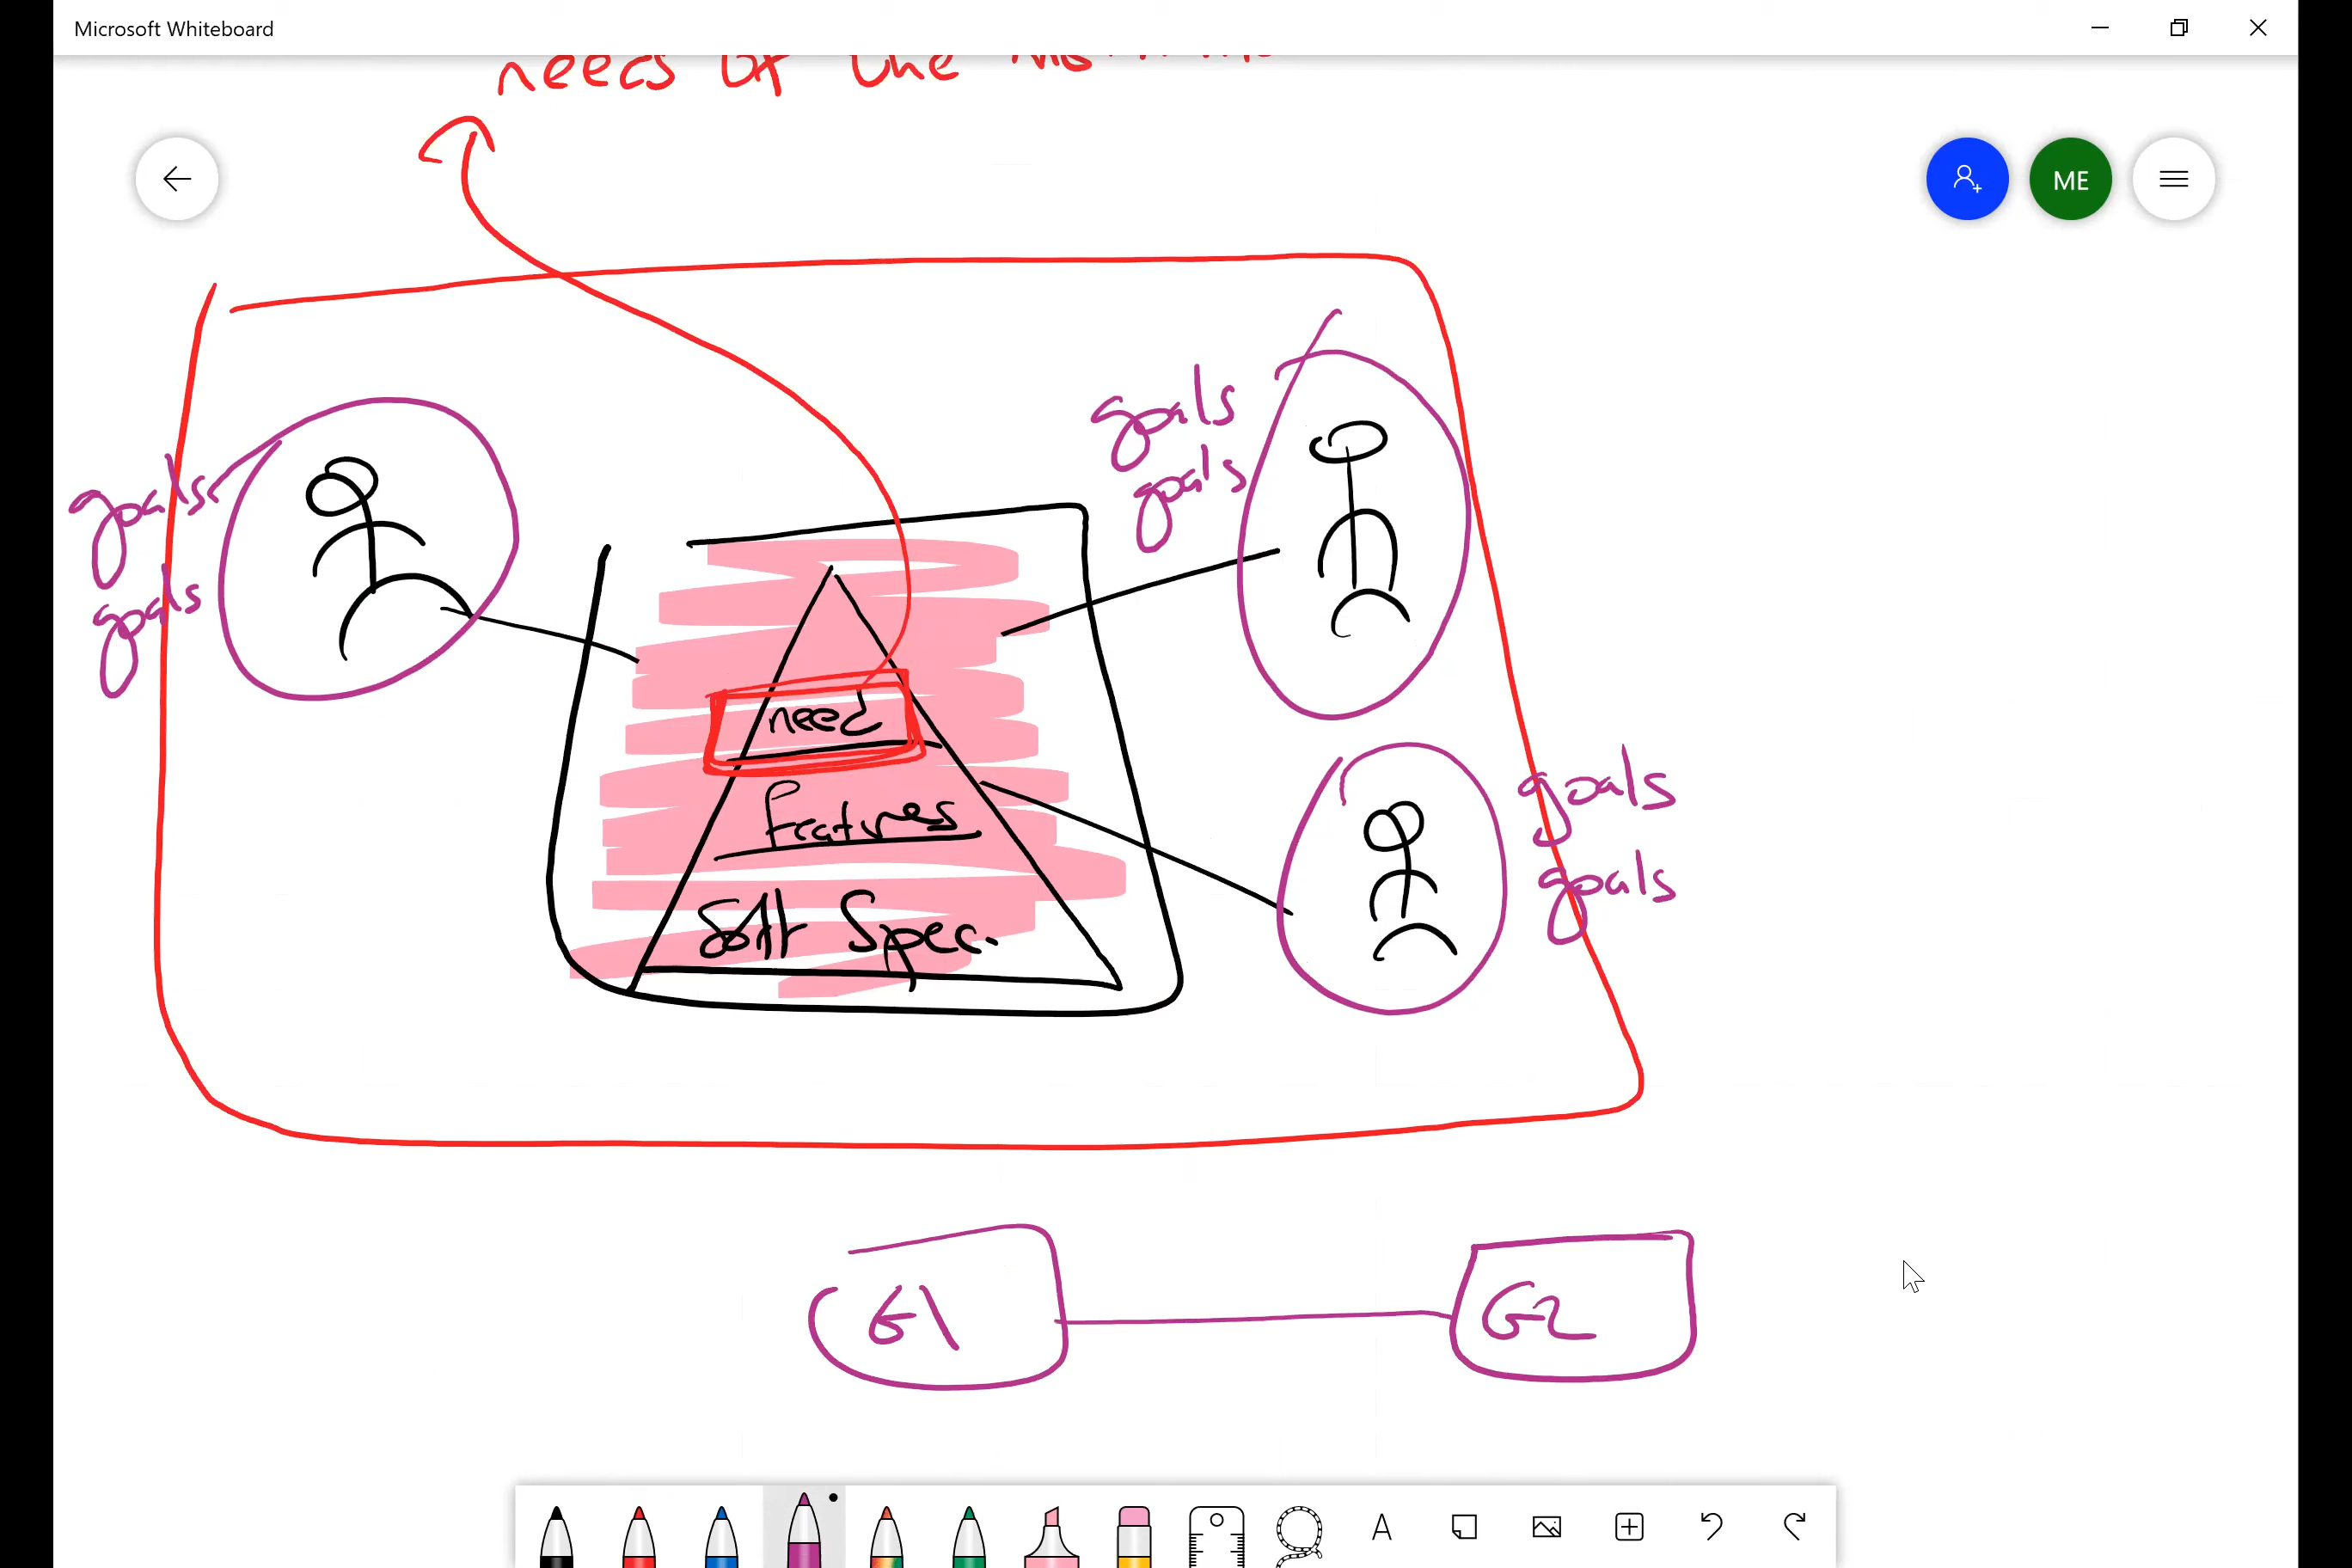 Microsoft Whiteboard
needs of the
ME
goals
goals
goals
goals
need
features
goals
goals
Soft Spec.
G1
G2
A